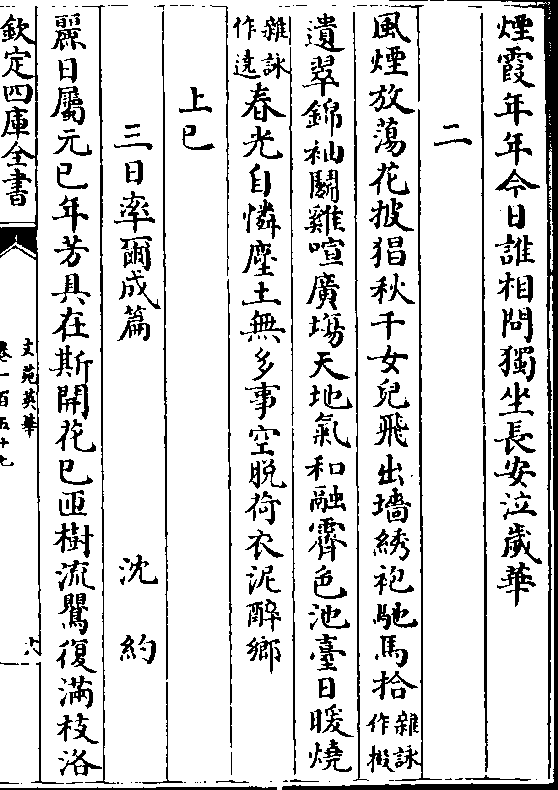 煙霞年年今日誰相問獨坐長安泣歲華
二
風煙放蕩花披猖秋千女兒飛出墻綉袍馳馬拾雜詠作掇
遺翠錦袖鬭雞喧廣塲天地氣和融霽色池臺日暖燒
雜詠作遠春光自憐塵土無多事空脱荷衣泥醉鄉
上巳
三日率爾成篇 沈約
麗日屬元巳年芳具在斯開花已匝樹流鸎復滿枝洛
欽定四庫全書
文苑英華
卷一百五十七
六